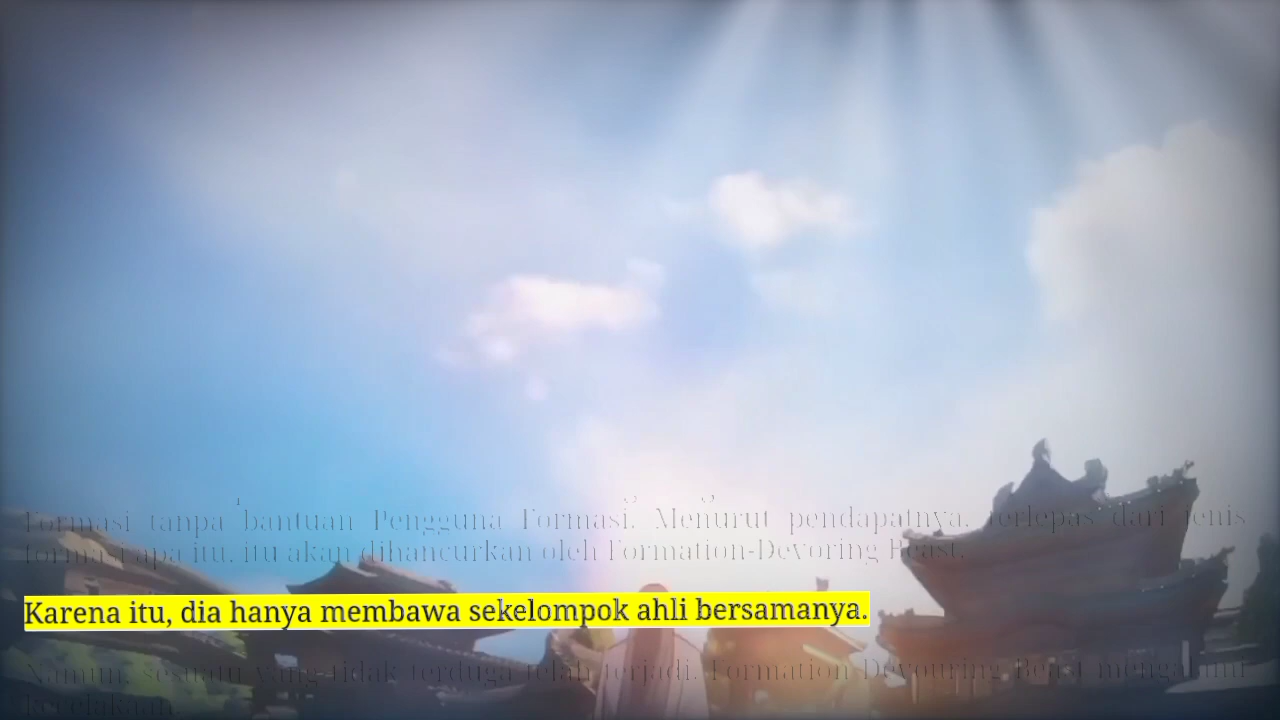 Formasi tanpa bantuan Pengguna Formasi. Menurut pendapatnya, terlepas dari jenis
formasi apa itu, itu akan dihancurkan oleh Formation-Devoring Beast.
Karena itu, dia hanya membawa sekelompok ahli bersamanya.
Namun, sesuatu yang tidak terduga telah terjadi. Formation Devouring Beast mengalami
kecelakaan.